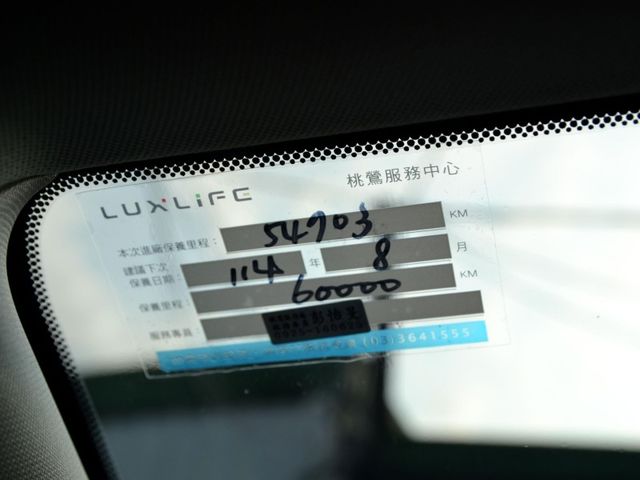 LUXLIFE 桃鶯服務中心
本次進廠保養里程: 54703 KM
建議下次保養日期: 114 年 8 月
保養里程: 60000 KM
服務專員:
(03)3641555